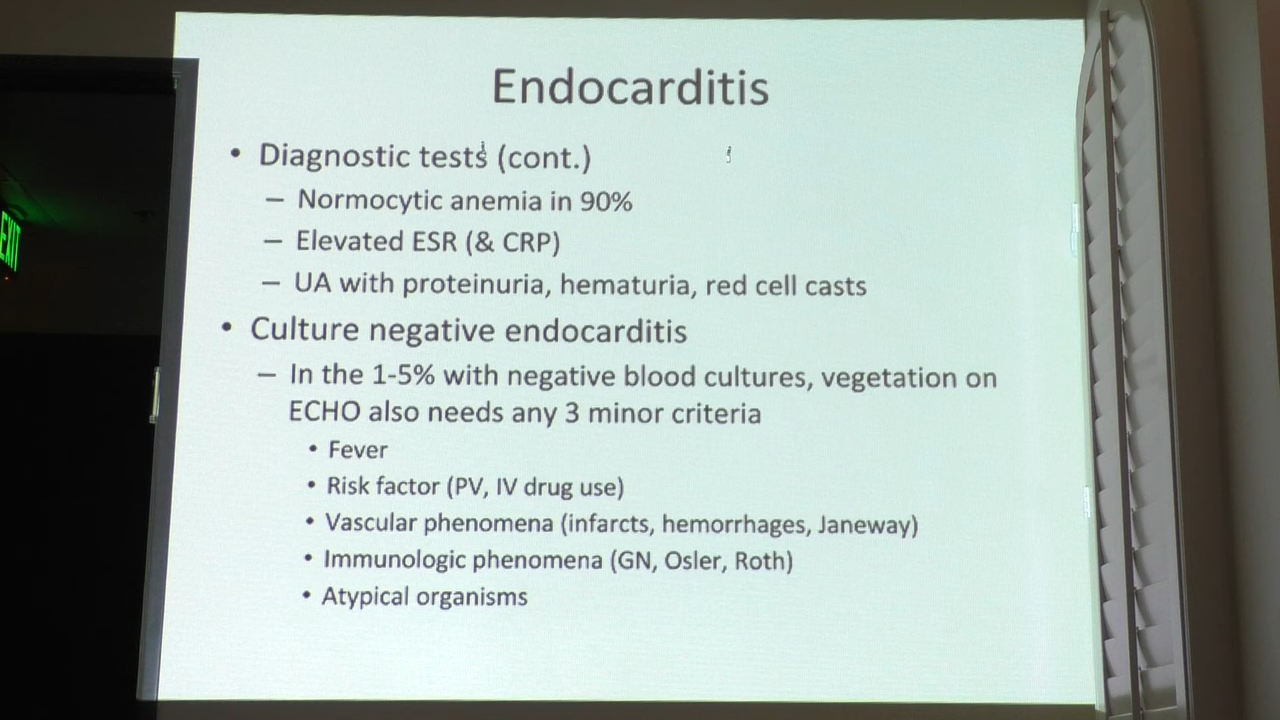 Endocarditis
• Diagnostic tests (cont.)
– Normocytic anemia in 90%
– Elevated ESR (& CRP)
– UA with proteinuria, hematuria, red cell casts
• Culture negative endocarditis
– In the 1-5% with negative blood cultures, vegetation on
ECHO also needs any 3 minor criteria
• Fever
• Risk factor (PV, IV drug use)
• Vascular phenomena (infarcts, hemorrhages, Janeway)
• Immunologic phenomena (GN, Osler, Roth)
• Atypical organisms
EXIT